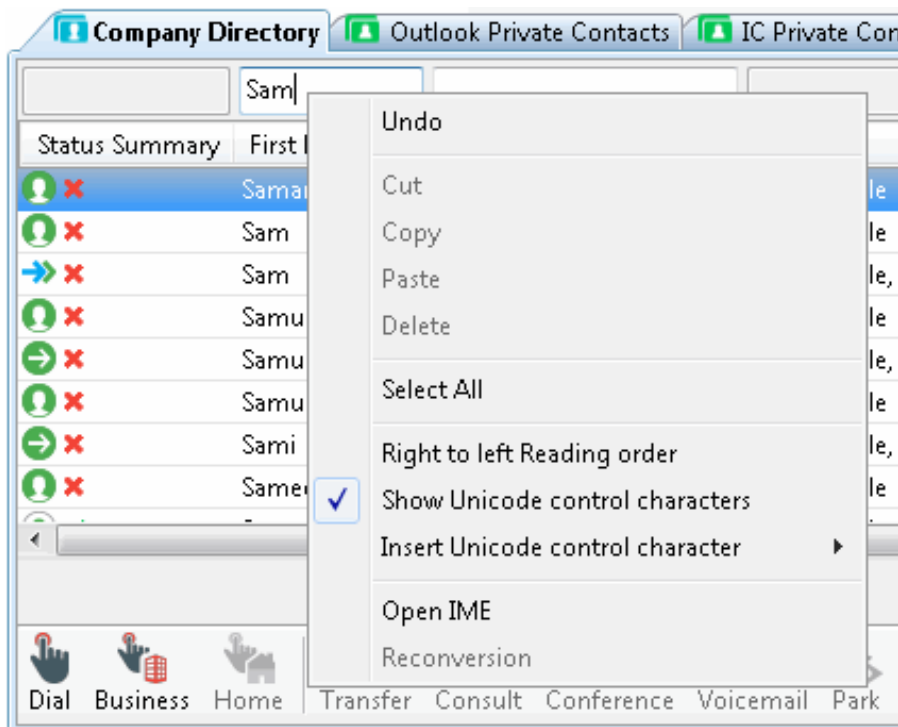 Company Directory Outlook Private Contacts IC Private
Sam
Status Summary First
Undo
Cut
Copy
Paste
Delete
Select All
Right to left Reading order
Show Unicode control characters
Insert Unicode control character
Open IME
Reconversion
Sam
Sam
Sami
Dial Business Home Transfer Consult Conference Voicemail Park